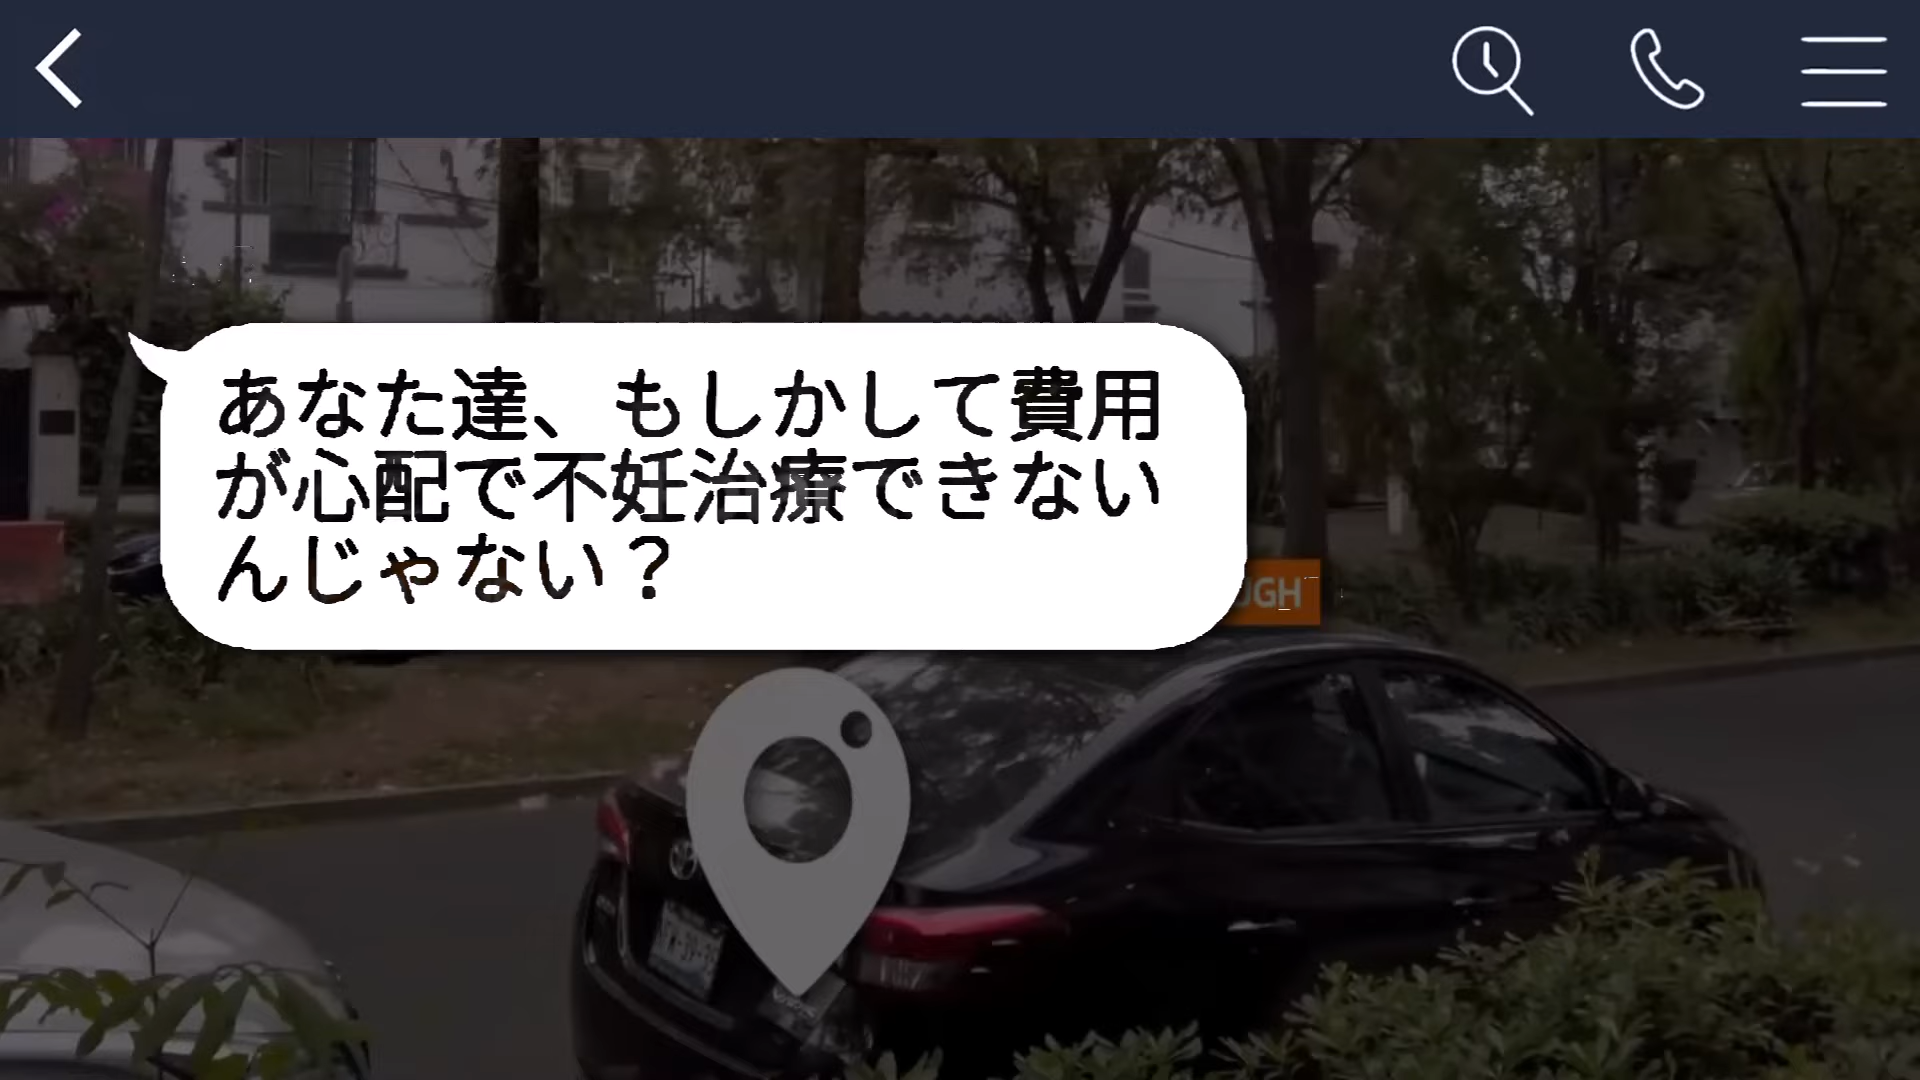 あなた達、もしかして費用
が心配で不妊治療できない
んじゃない？
UGH